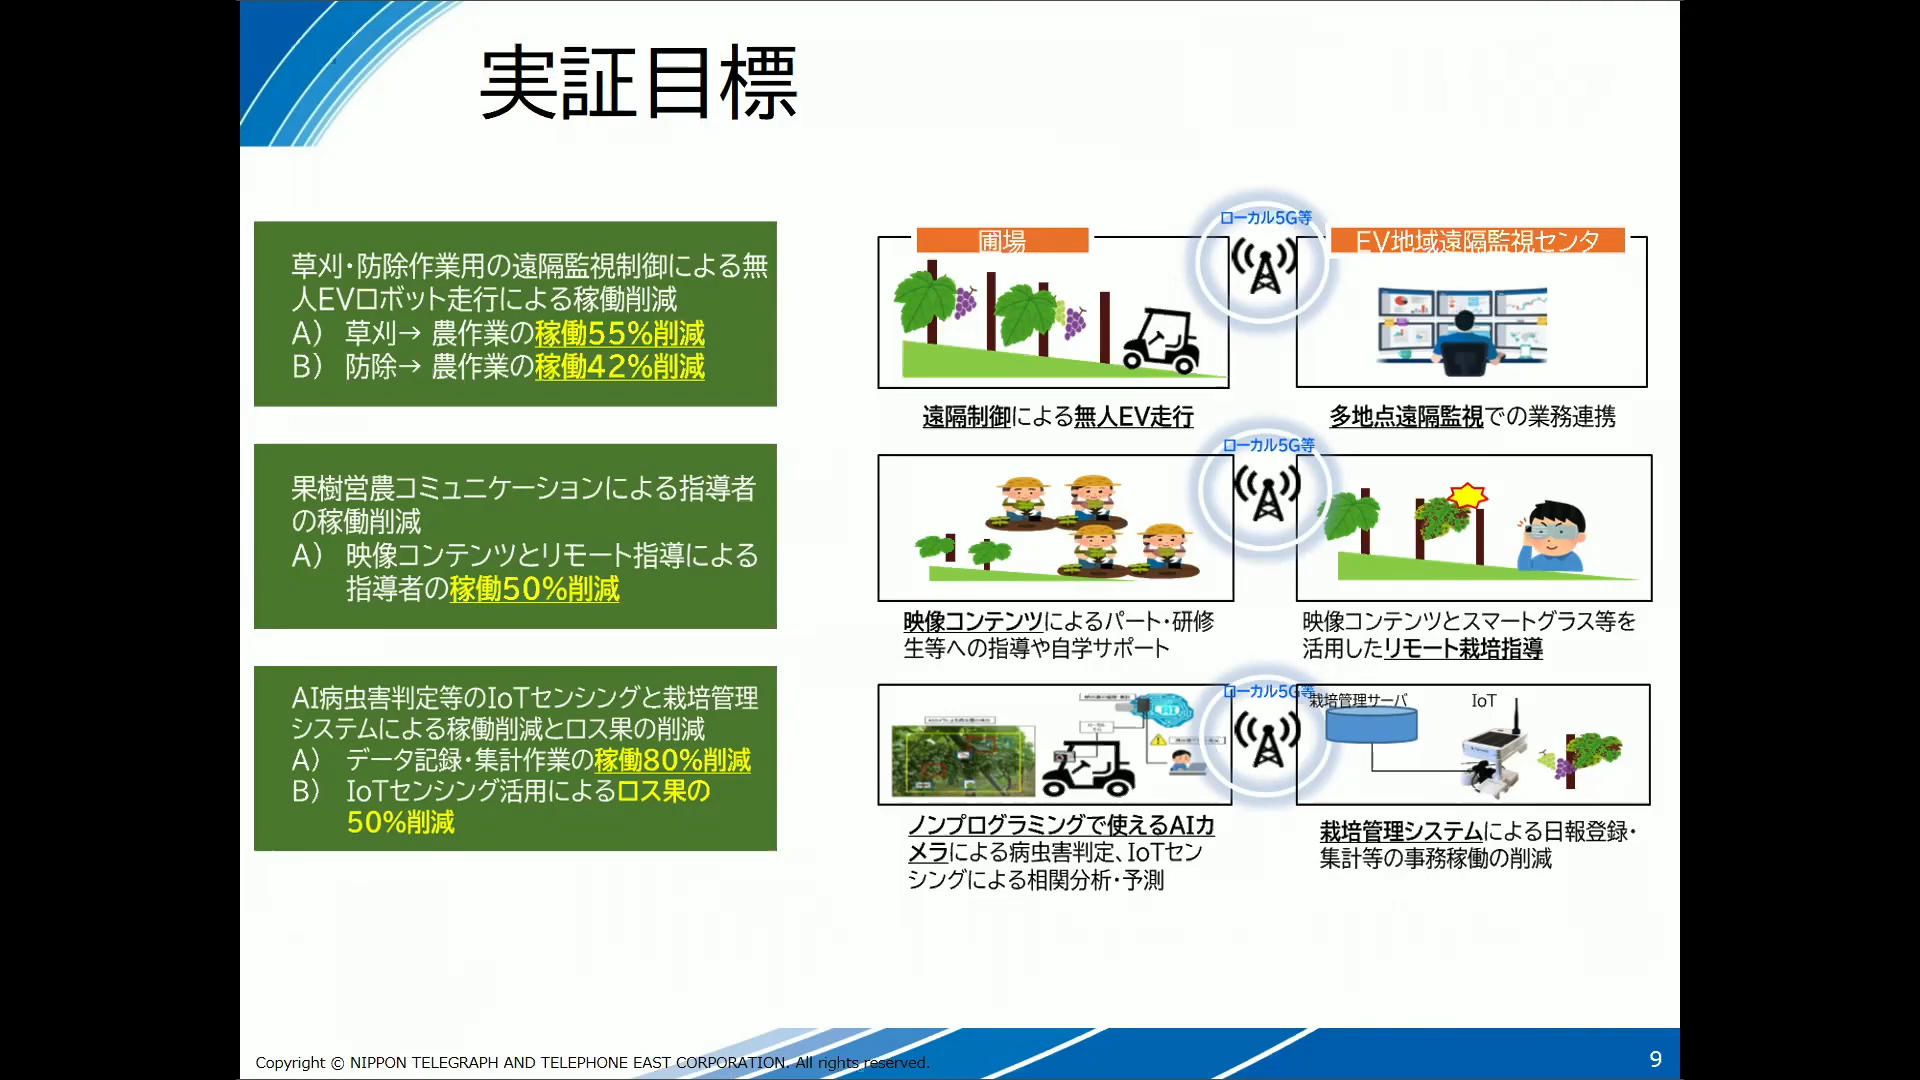 実証目標
草刈・防除作業用の遠隔監視制御による無
人EVロボット走行による稼働削減
A） 草刈→ 農作業の稼働55%削減
B） 防除→ 農作業の稼働42%削減
果樹営農コミュニケーションによる指導者
の稼働削減
A） 映像コンテンツとリモート指導による
指導者の稼働50%削減
AI病虫害判定等のIoTセンシングと栽培管理
システムによる稼働削減とロス果の削減
A） データ記録・集計作業の稼働80%削減
B） IoTセンシング活用によるロス果の
50%削減
圃場
ローカル5G等
EV地域遠隔監視センタ
遠隔制御による無人EV走行
多地点遠隔監視での業務連携
ローカル5G等
映像コンテンツによるパート・研修
生等への指導や自学サポート
映像コンテンツとスマートグラス等を
活用したリモート栽培指導
AI
ローカル5G等
栽培管理サーバ
IoT
ノンプログラミングで使えるAIカ
メラによる病虫害判定、IoTセン
シングによる相関分析・予測
栽培管理システムによる日報登録・
集計等の事務稼働の削減
Copyright © NIPPON TELEGRAPH AND TELEPHONE EAST CORPORATION. All rights reserved.
9